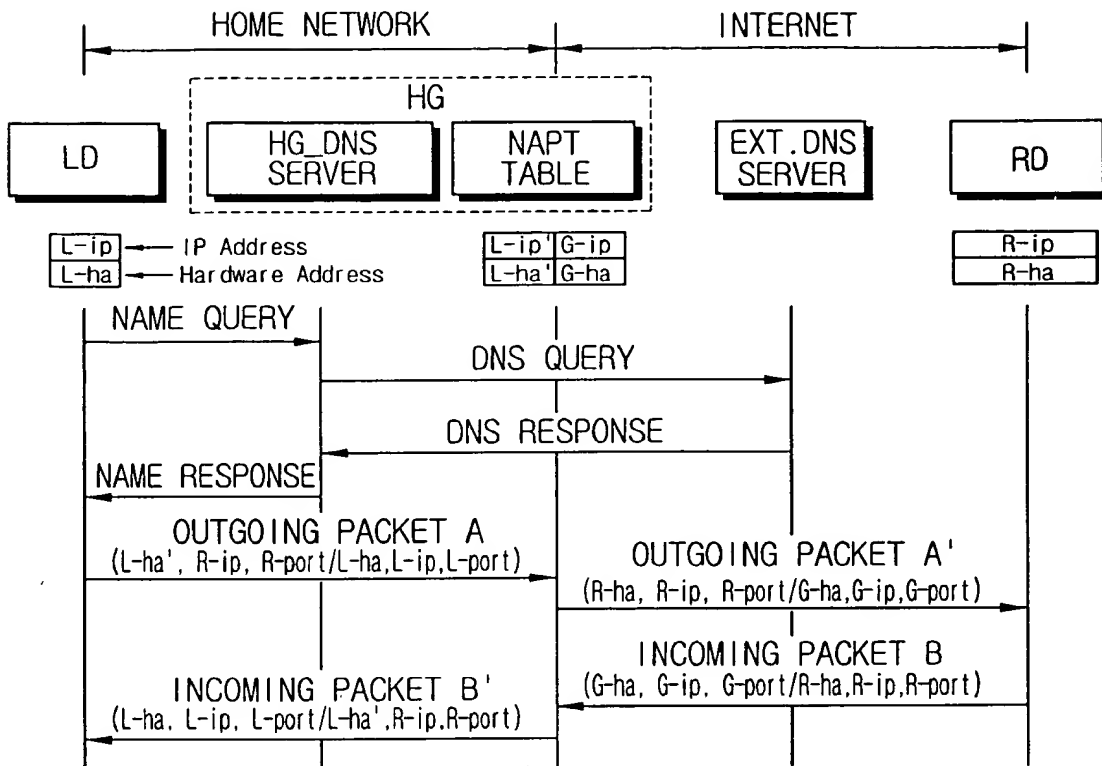 HOME NETWORK
INTERNET
HG
LD
HG_DNS
SERVER
NAPT
TABLE
EXT.DNS
SERVER
RD
L-ip
IP Address
L-ha
Hardware Address
L-ip' G-ip
L-ha' G-ha
R-ip
R-ha
NAME QUERY
DNS QUERY
DNS RESPONSE
NAME RESPONSE
OUTGOING PACKET A
(L-ha', R-ip, R-port/L-ha,L-ip,L-port)
OUTGOING PACKET A'
(R-ha, R-ip, R-port/G-ha,G-ip,G-port)
INCOMING PACKET B
(G-ha, G-ip, G-port/R-ha,R-ip,R-port)
INCOMING PACKET B'
(L-ha, L-ip, L-port/L-ha',R-ip,R-port)